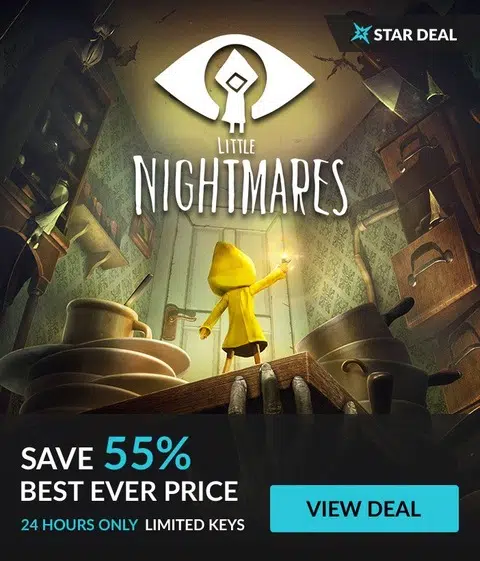 STAR DEAL
LITTLE
NIGHTMARES
SAVE 55%
BEST EVER PRICE
24 HOURS ONLY LIMITED KEYS
VIEW DEAL